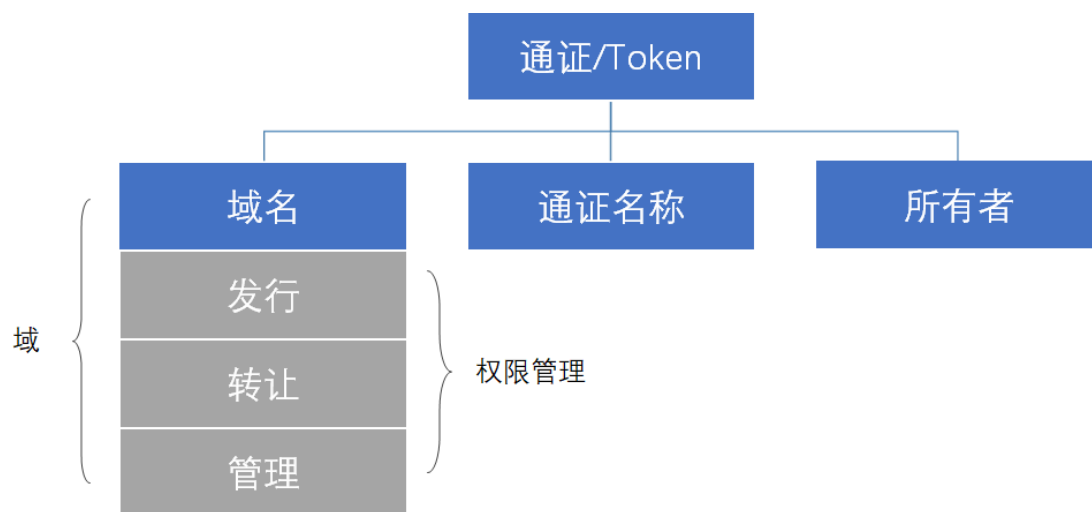 通证/Token
域名
通证名称
所有者
发行
域
转让
权限管理
管理